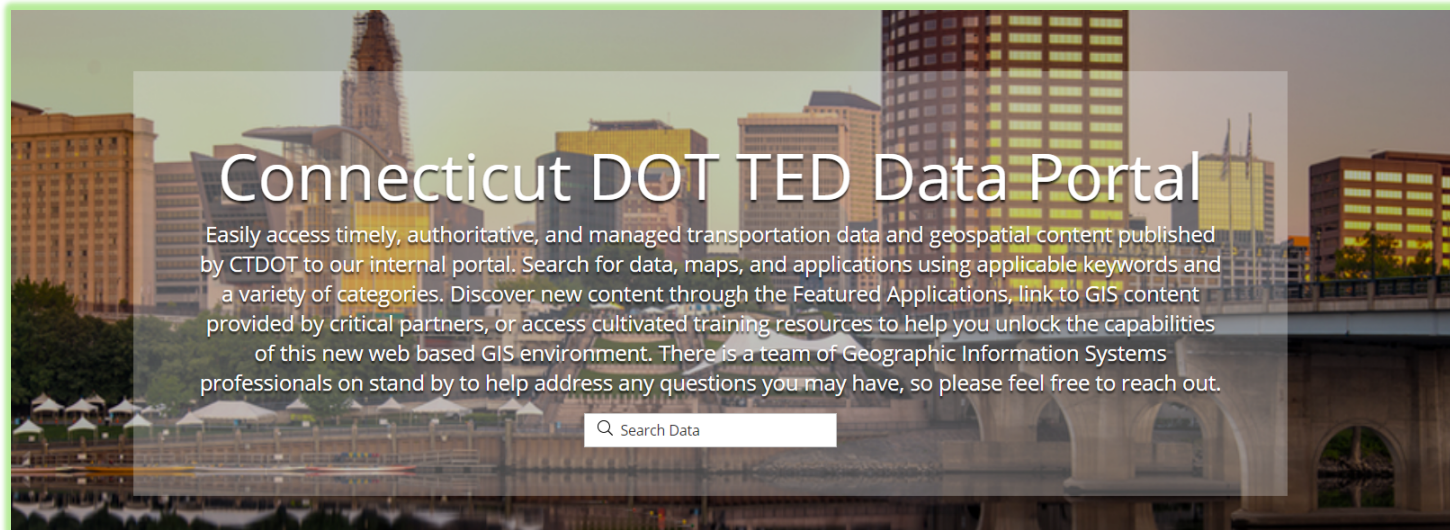 Connecticut DOT TED Data Portal
Easily access timely, authoritative, and managed transportation data and geospatial content published
by CTDOT to our internal portal. Search for data, maps, and applications using applicable keywords and
a variety of categories. Discover new content through the Featured Applications, link to GIS content
provided by critical partners, or access cultivated training resources to help you unlock the capabilities
of this new web based GIS environment. There is a team of Geographic Information Systems
professionals on stand by to help address any questions you may have, so please feel free to reach out.
Search Data